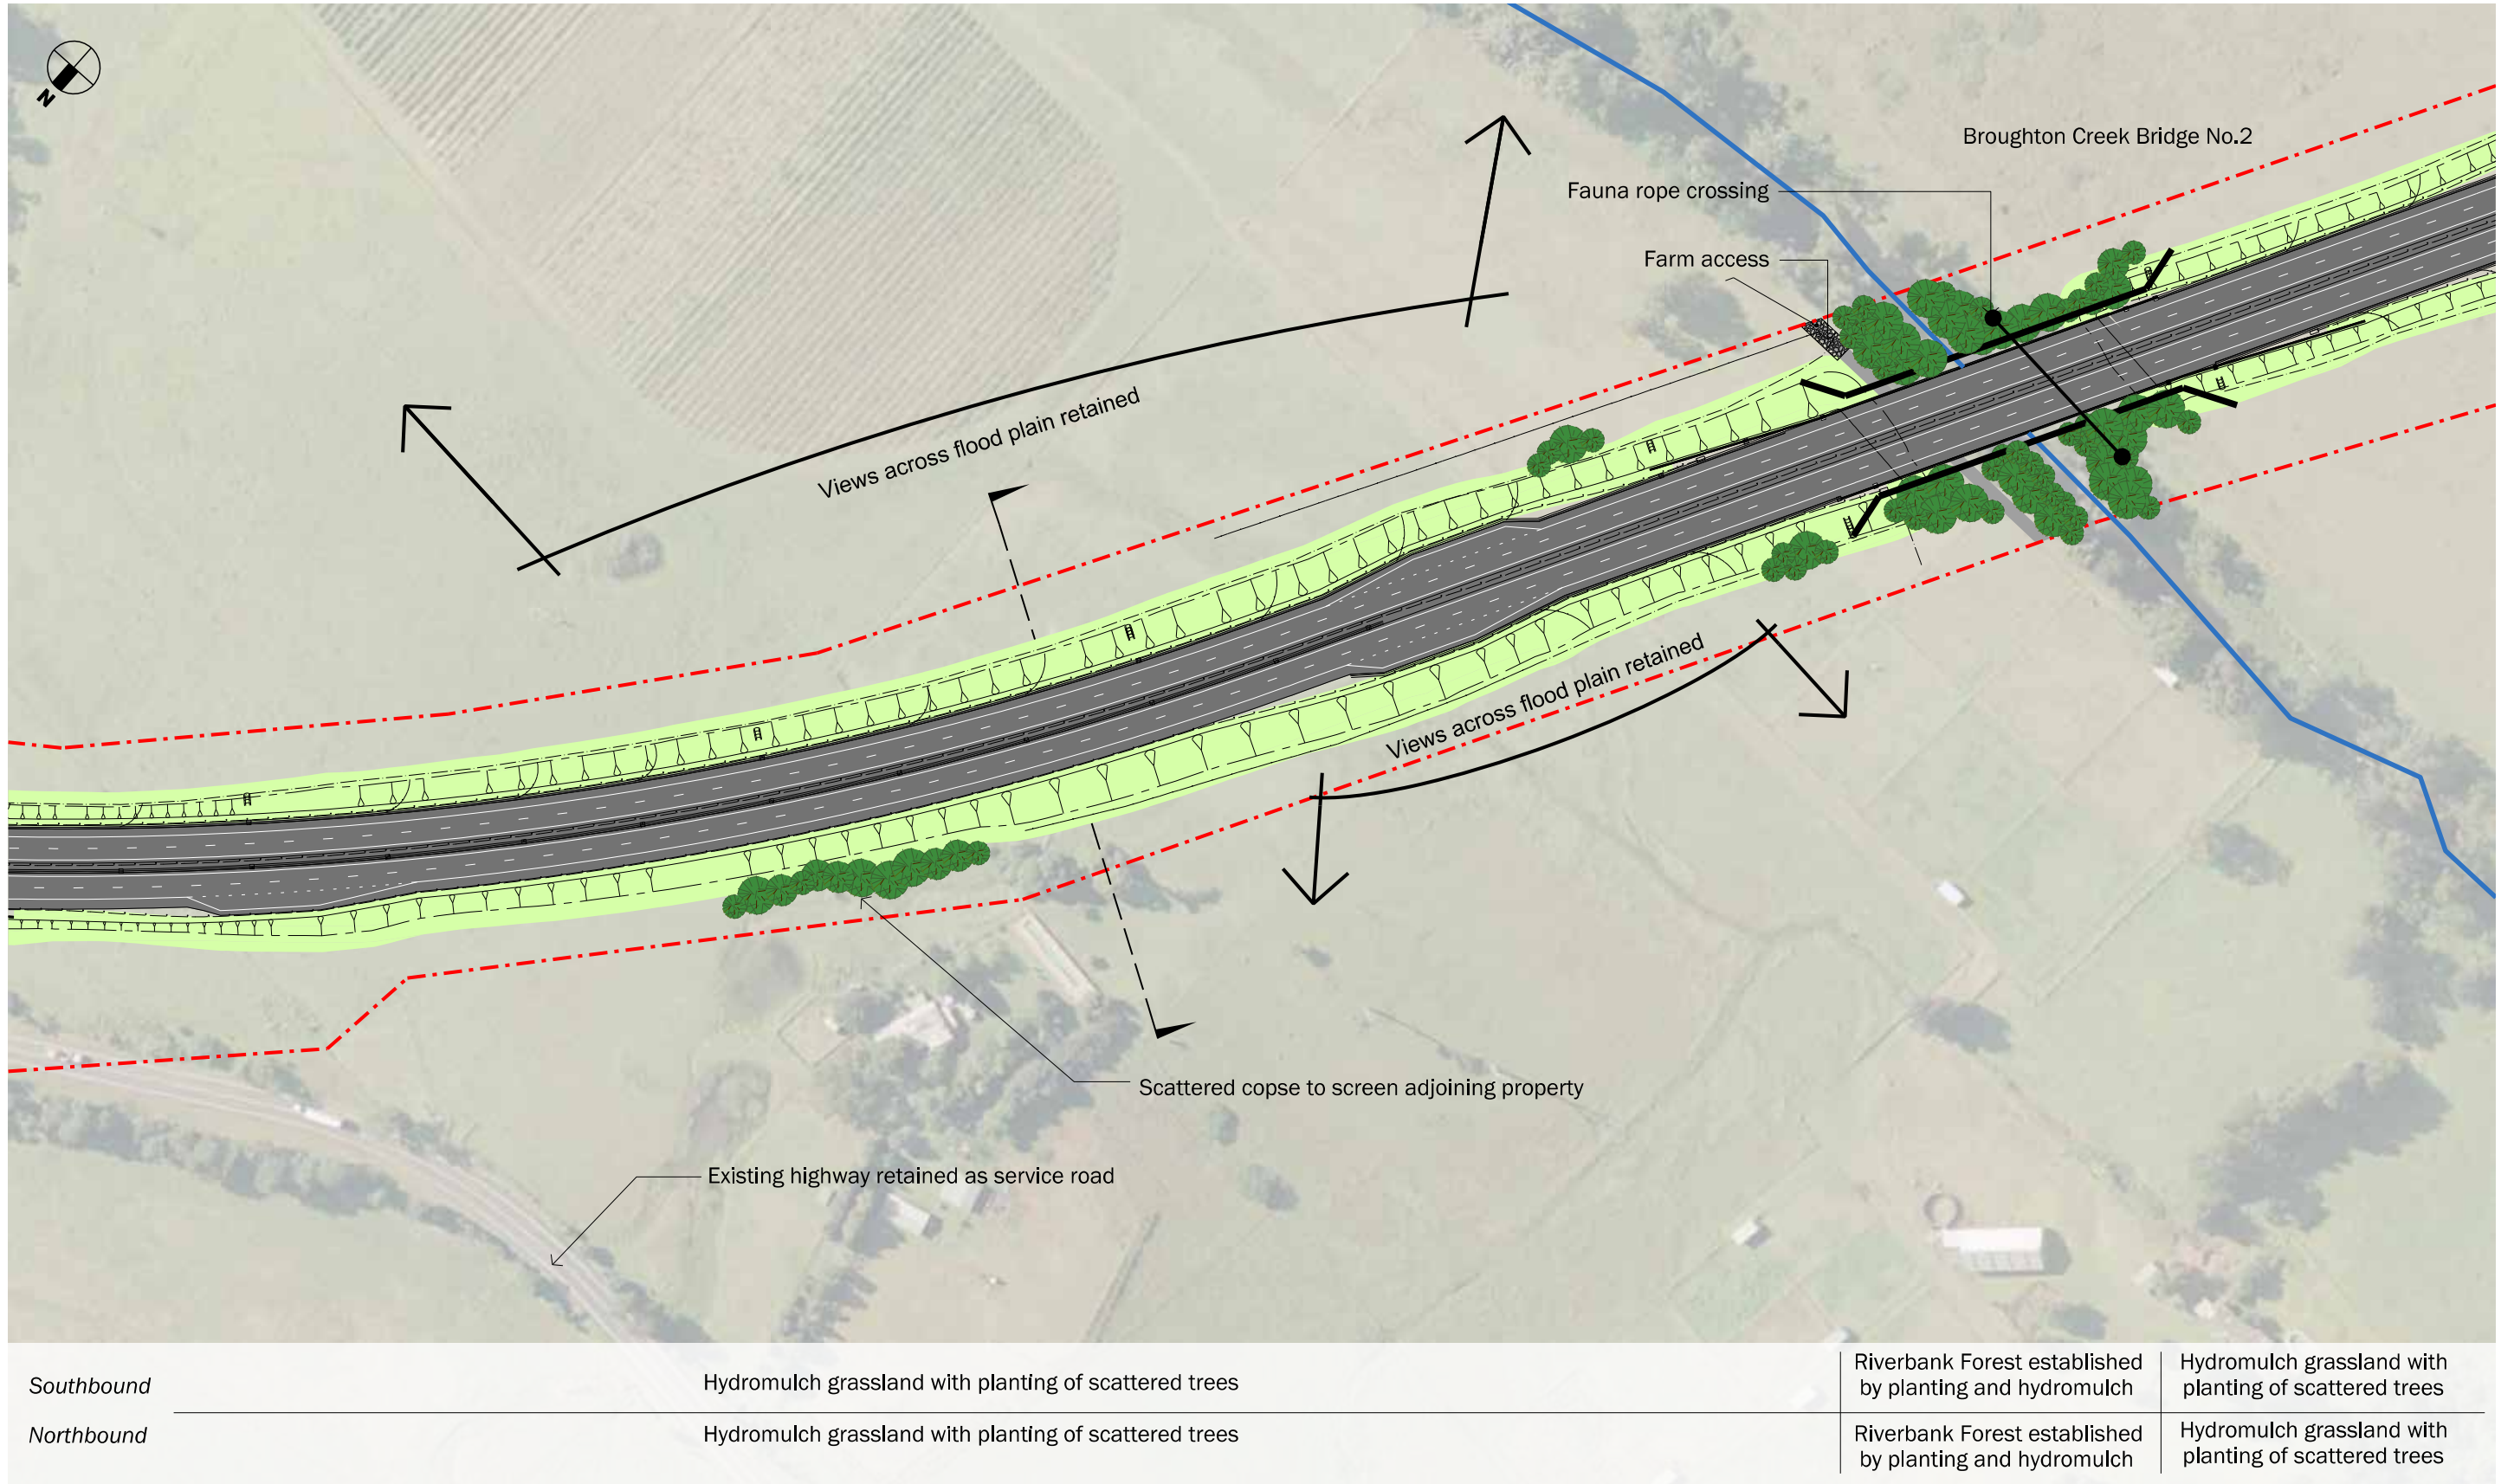 N
Broughton Creek Bridge No.2
Fauna rope crossing
Farm access
Views across flood plain retained
Views across flood plain retained
Scattered copse to screen adjoining property
Existing highway retained as service road
Southbound
Hydromulch grassland with planting of scattered trees
Riverbank Forest established
by planting and hydromulch
Hydromulch grassland with
planting of scattered trees
Northbound
Hydromulch grassland with planting of scattered trees
Riverbank Forest established
by planting and hydromulch
Hydromulch grassland with
planting of scattered trees